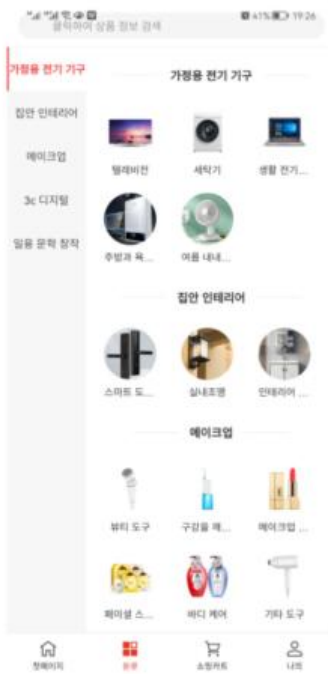 41% 19:26
클릭하여 상품 정보 검색
가정용 전기 기구
집안 인테리어
메이크업
3c 디지털
일용 문학 창작
가정용 전기 기구
텔레비전
세탁기
생활 전기...
주방과 욕...
여름 내내...
집안 인테리어
스마트 도...
실내조명
인테리어 ...
메이크업
뷰티 도구
구강을 깨...
메이크업 ...
페이셜 스...
바디 케어
기타 도구
첫페이지
분류
쇼핑카트
나의